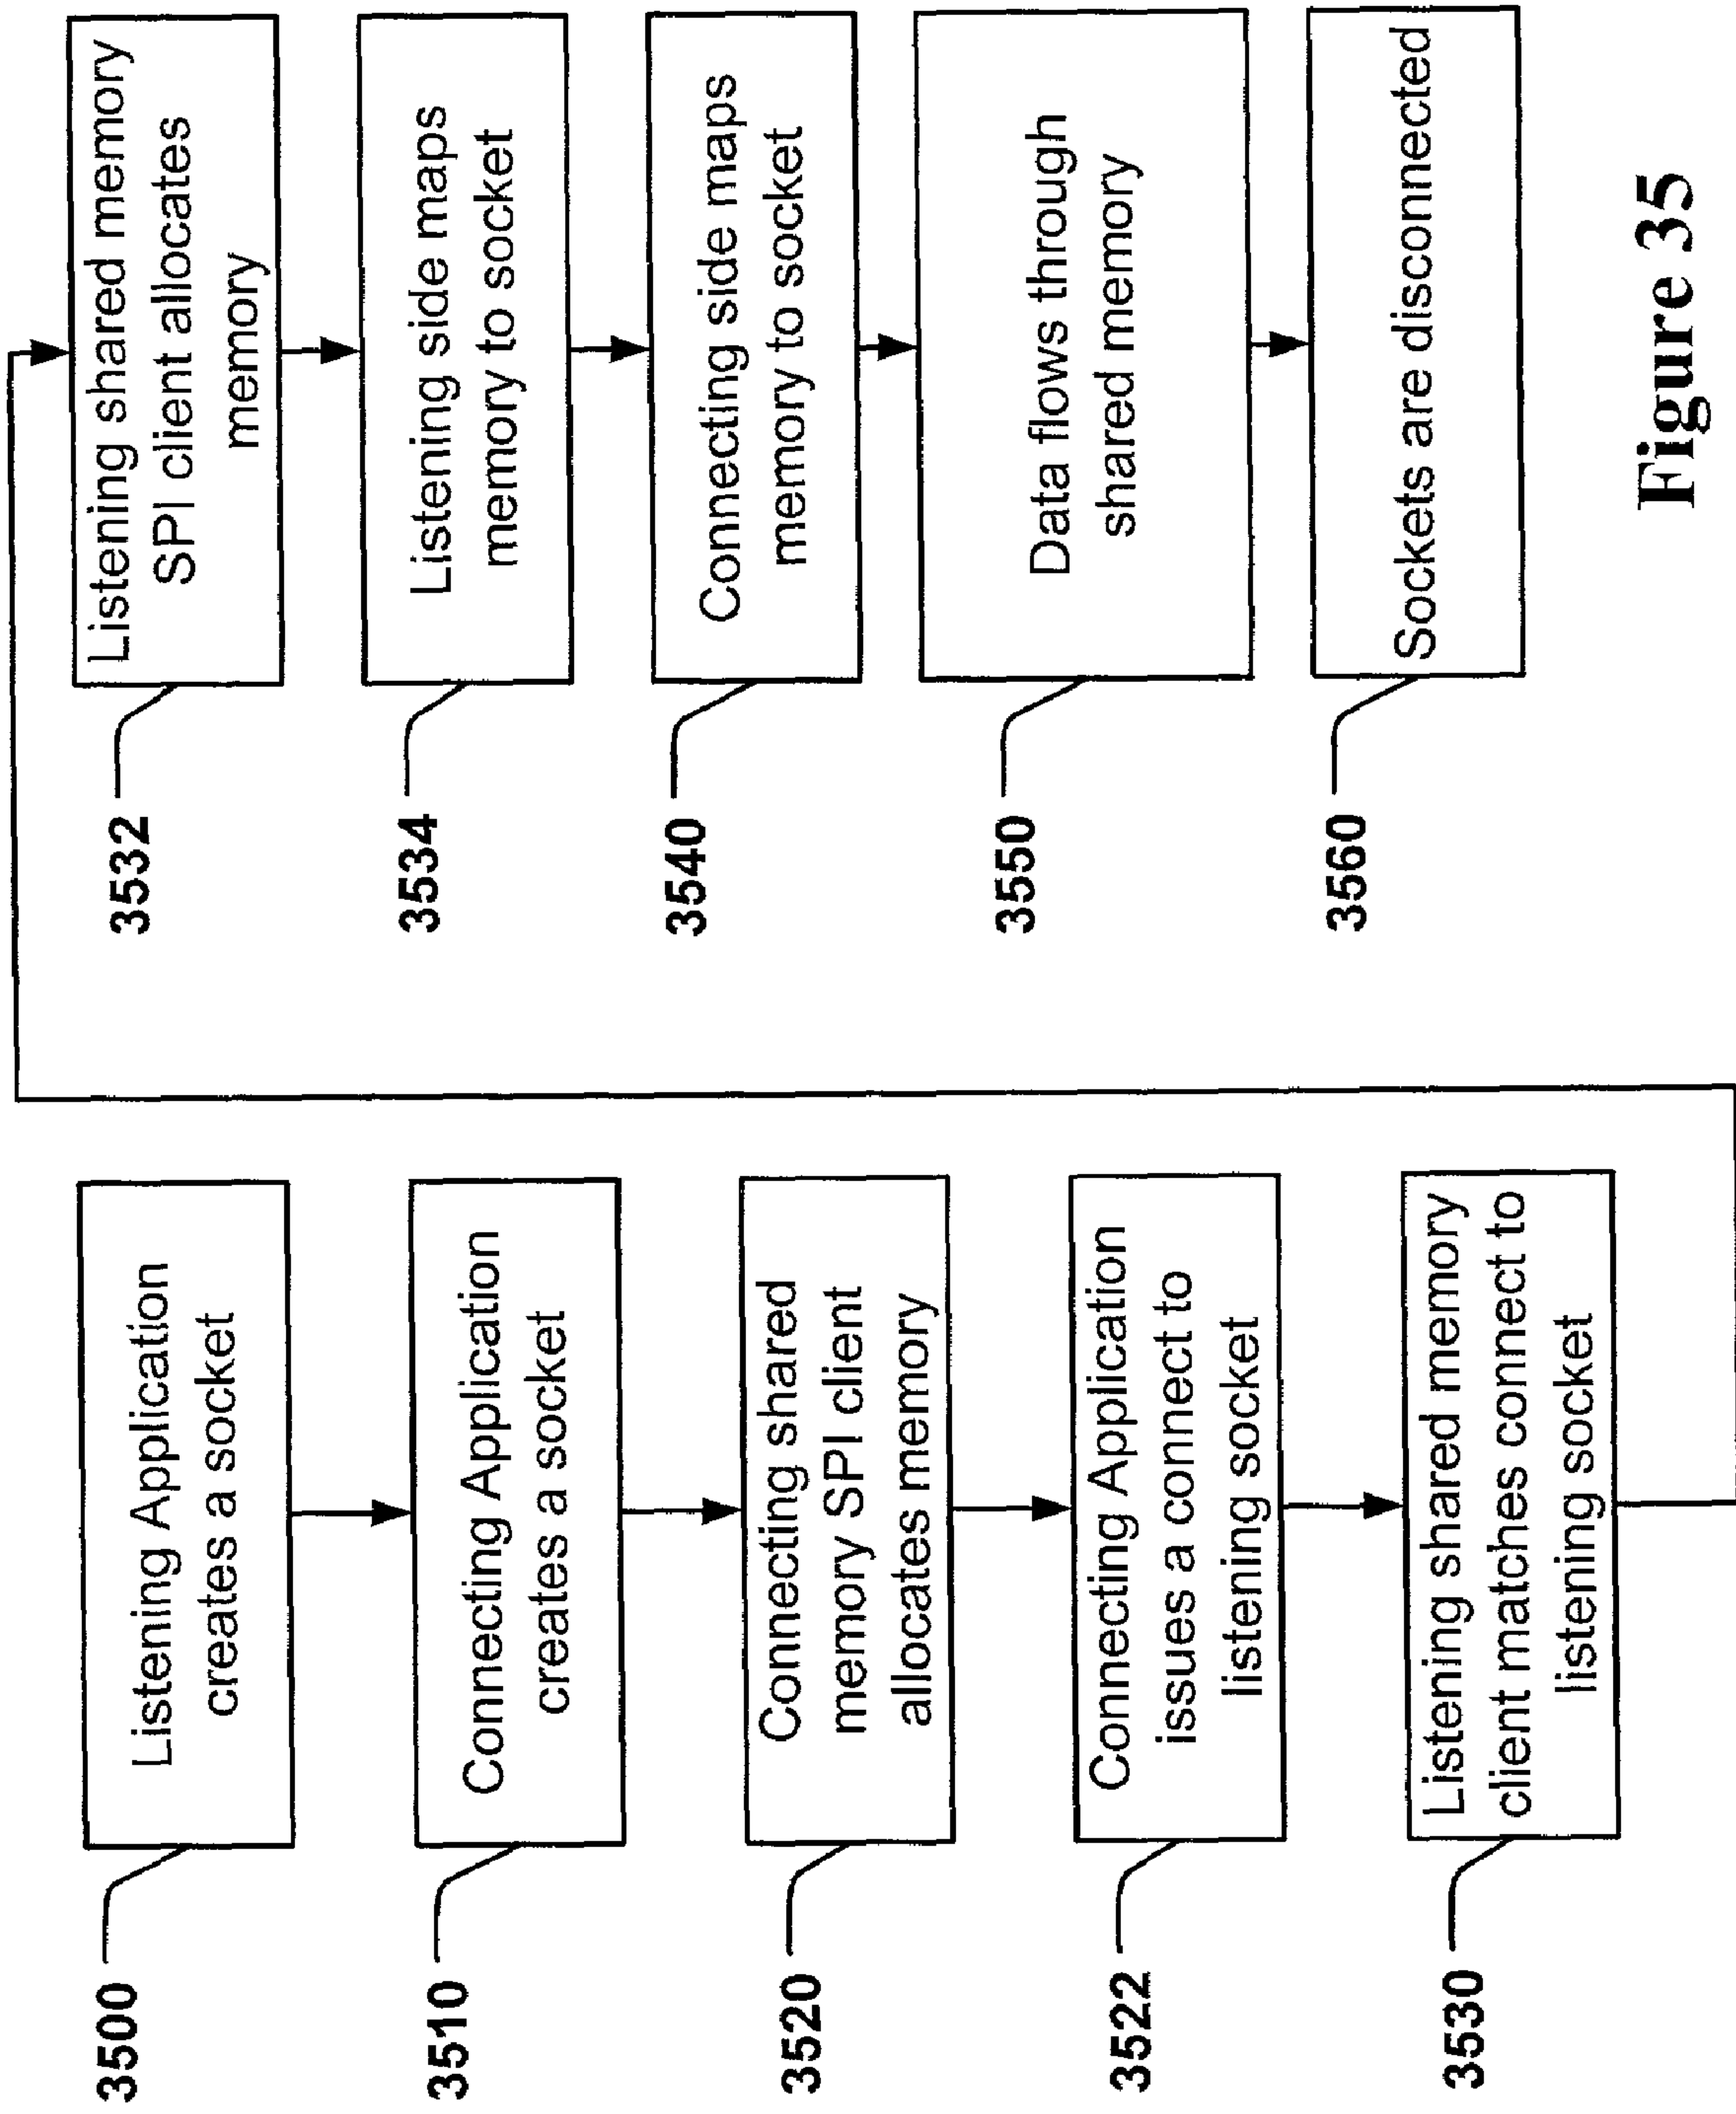 3500
Listening Application
creates a socket
3510
Connecting Application
creates a socket
3520
Connecting shared
memory SPI client
allocates memory
3522
Connecting Application
issues a connect to
listening socket
3530
Listening shared memory
client matches connect to
listening socket
3532
Listening shared memory
SPI client allocates
memory
3534
Listening side maps
memory to socket
3540
Connecting side maps
memory to socket
3550
Data flows through
shared memory
3560
Sockets are disconnected
Figure 35